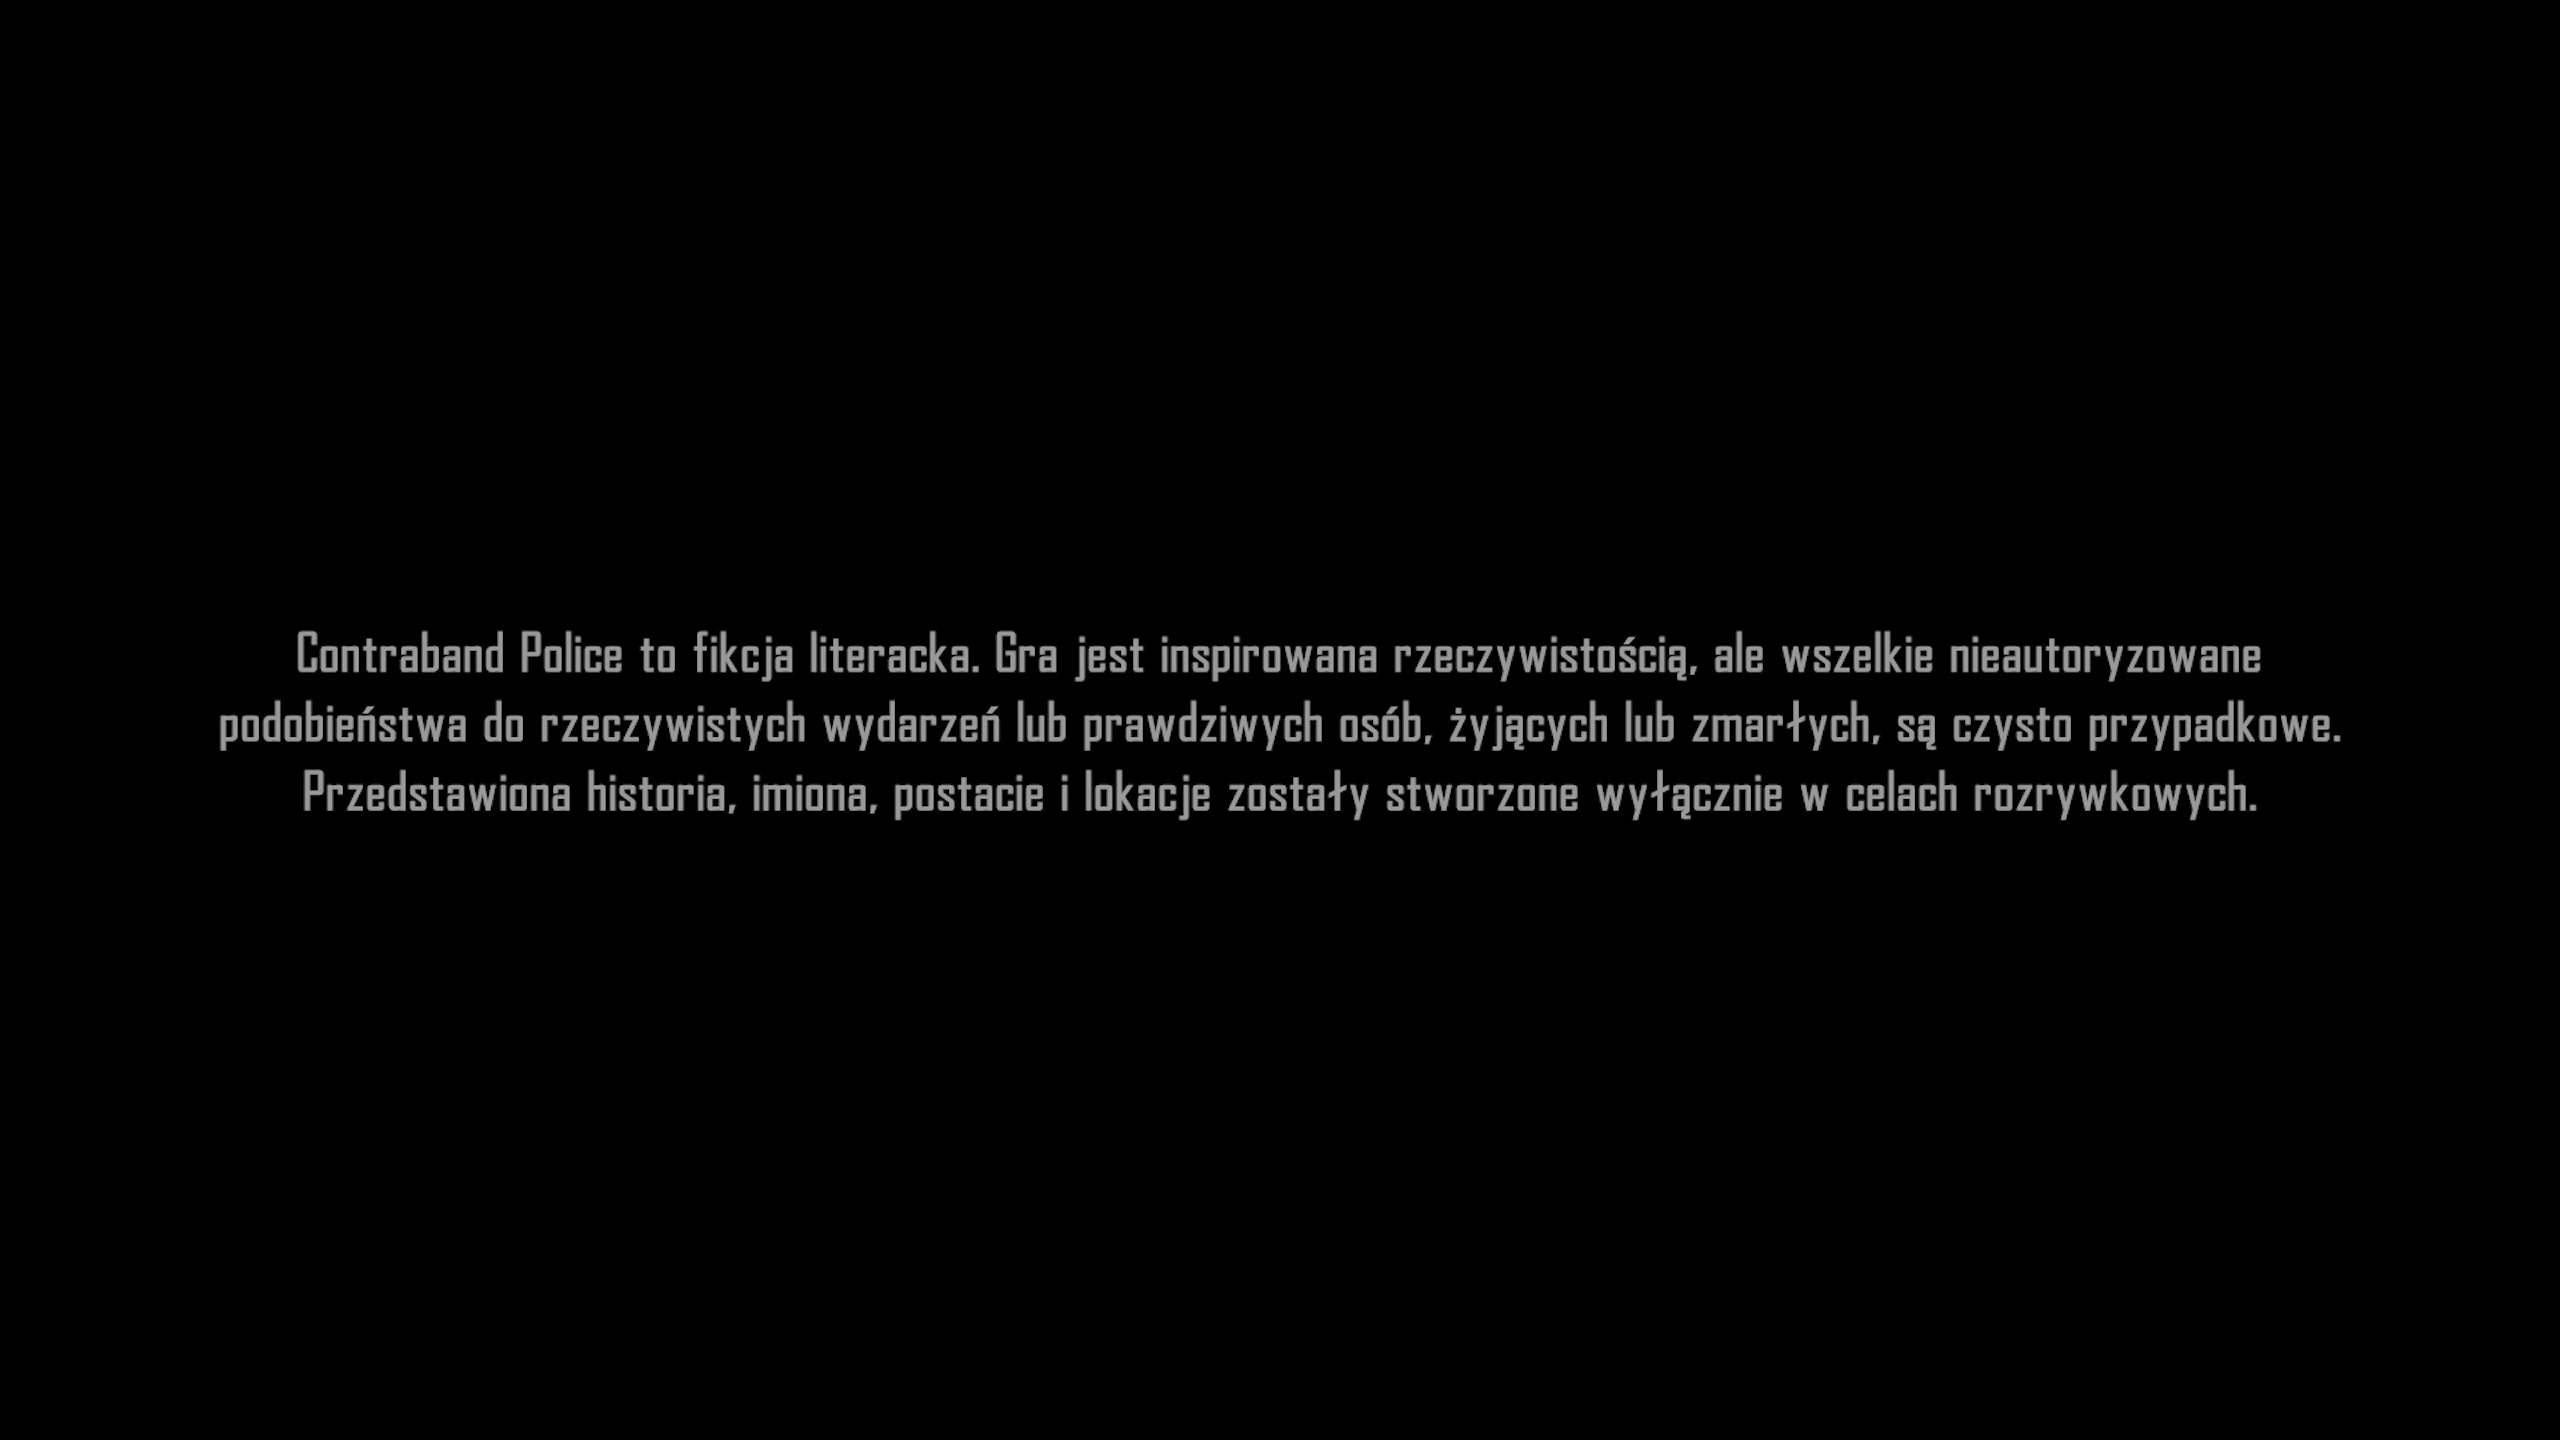 Contraband Police to fikcja literacka. Gra jest inspirowana rzeczywistością, ale wszelkie nieautoryzowane
podobieństwa do rzeczywistych wydarzeń lub prawdziwych osób, żyjących lub zmarłych, są czysto przypadkowe.
Przedstawiona historia, imiona, postacie i lokacje zostały stworzone wyłącznie w celach rozrywkowych.